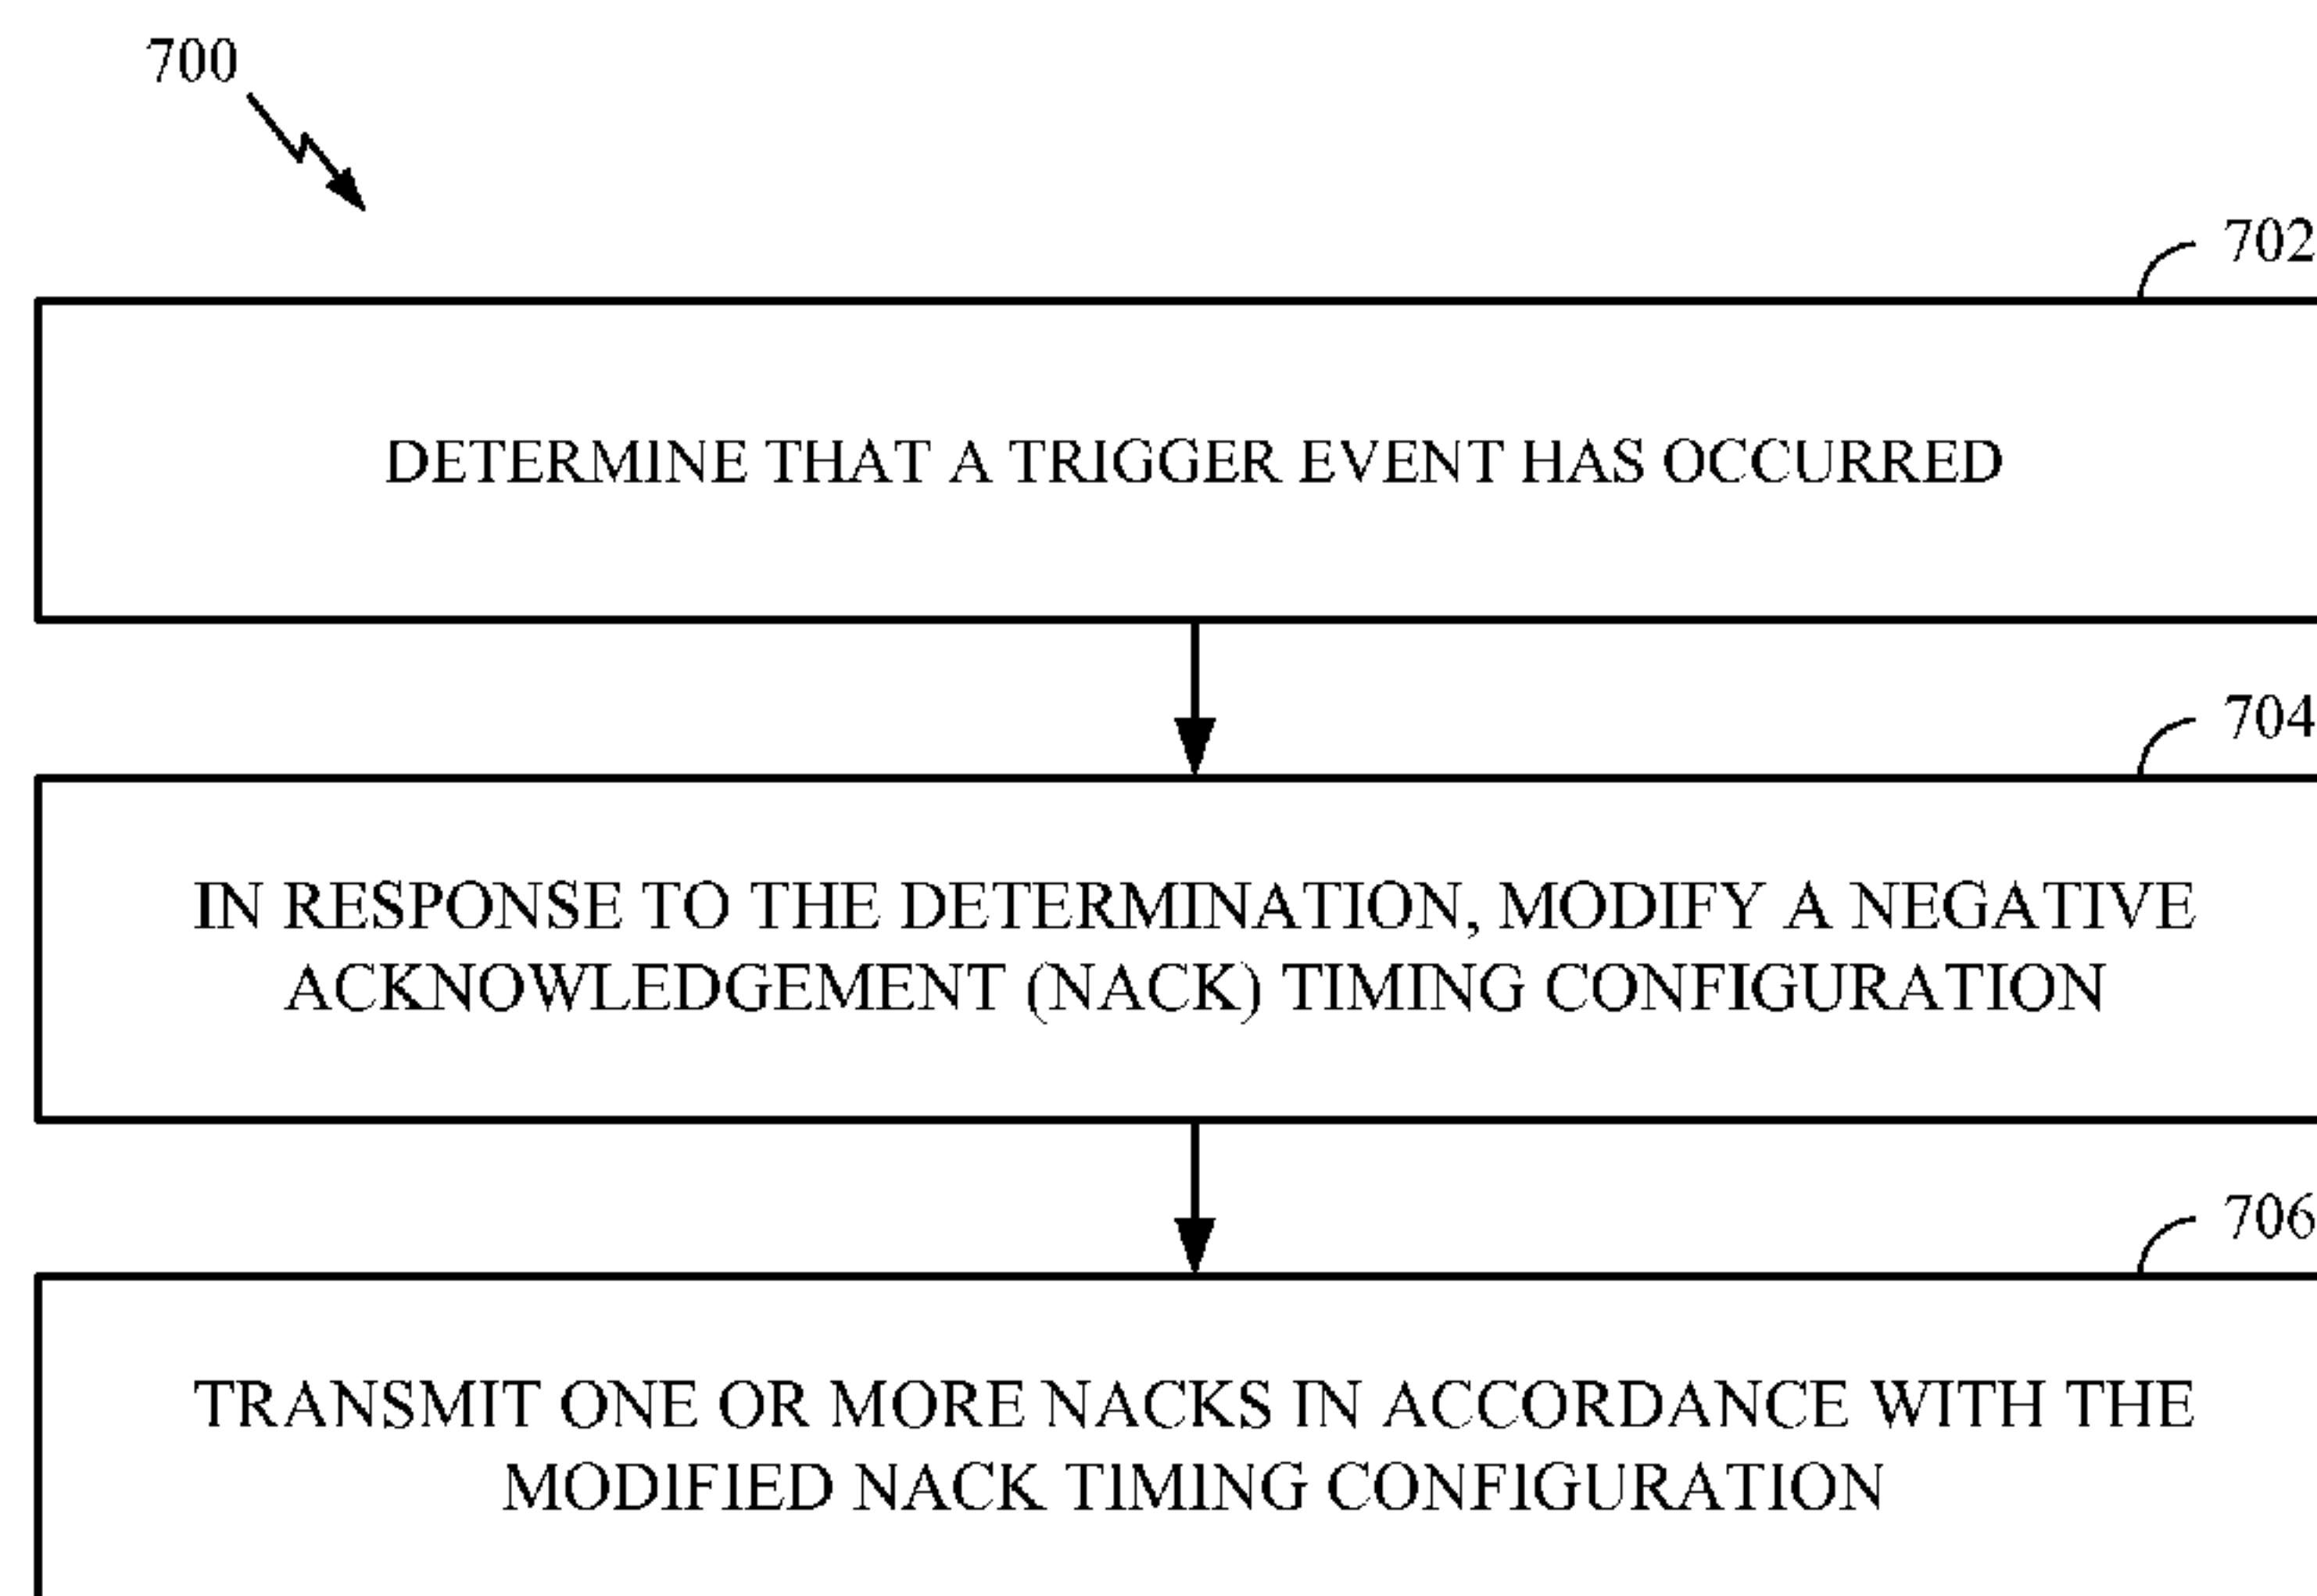 700
702
DETERMINE THAT A TRIGGER EVENT HAS OCCURRED
704
IN RESPONSE TO THE DETERMINATION, MODIFY A NEGATIVE
ACKNOWLEDGEMENT (NACK) TIMING CONFIGURATION
706
TRANSMIT ONE OR MORE NACKS IN ACCORDANCE WITH THE
MODIFIED NACK TIMING CONFIGURATION